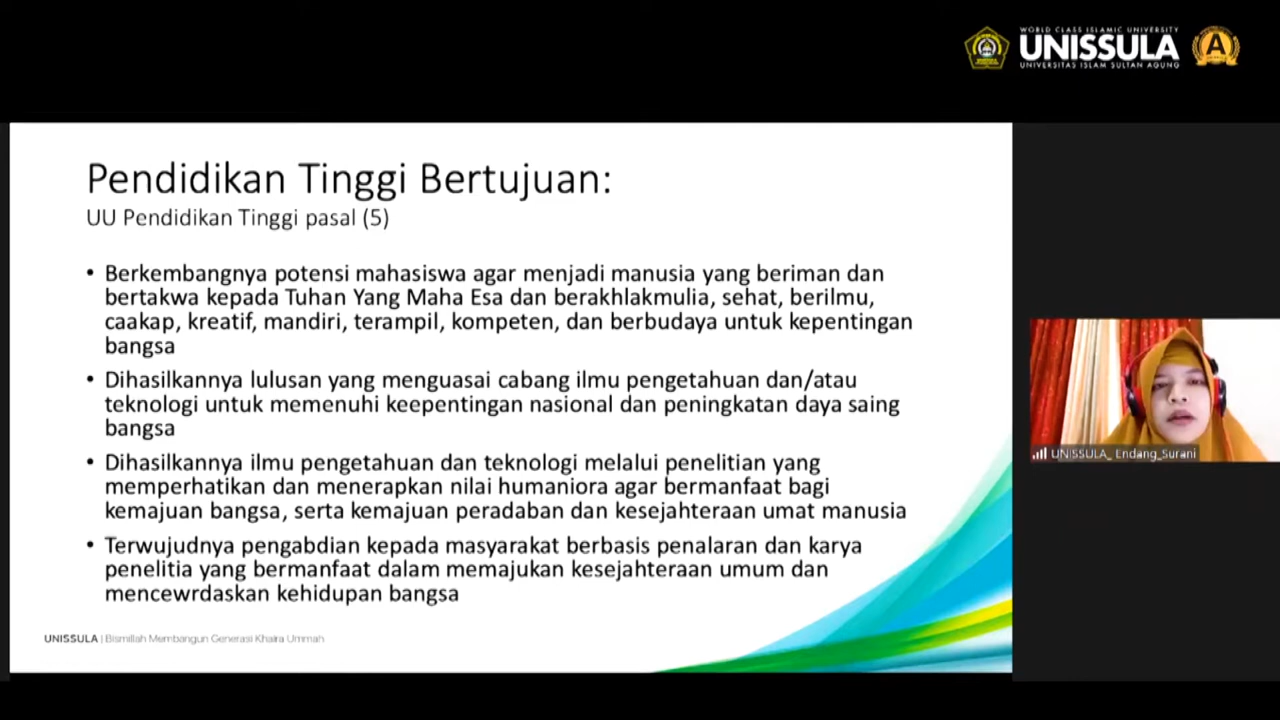 WORLD CLASS ISLAMIC UNIVERSITY
UNISSULA
UNIVERSITAS ISLAM SULTAN AGUNG
A
Pendidikan Tinggi Bertujuan:
UU Pendidikan Tinggi pasal (5)
• Berkembangnya potensi mahasiswa agar menjadi manusia yang beriman dan
bertakwa kepada Tuhan Yang Maha Esa dan berakhlakmulia, sehat, berilmu,
caakap, kreatif, mandiri, terampil, kompeten, dan berbudaya untuk kepentingan
bangsa
• Dihasilkannya lulusan yang menguasai cabang ilmu pengetahuan dan/atau
teknologi untuk memenuhi keepentingan nasional dan peningkatan daya saing
bangsa
• Dihasilkannya ilmu pengetahuan dan teknologi melalui penelitian yang
memperhatikan dan menerapkan nilai humaniora agar bermanfaat bagi
kemajuan bangsa, serta kemajuan peradaban dan kesejahteraan umat manusia
• Terwujudnya pengabdian kepada masyarakat berbasis penalaran dan karya
penelitia yang bermanfaat dalam memajukan kesejahteraan umum dan
mencewrdaskan kehidupan bangsa
UNISSULA | Bismillah Membangun Generasi Khaira Ummah
UNISSULA_ Endang_Surani